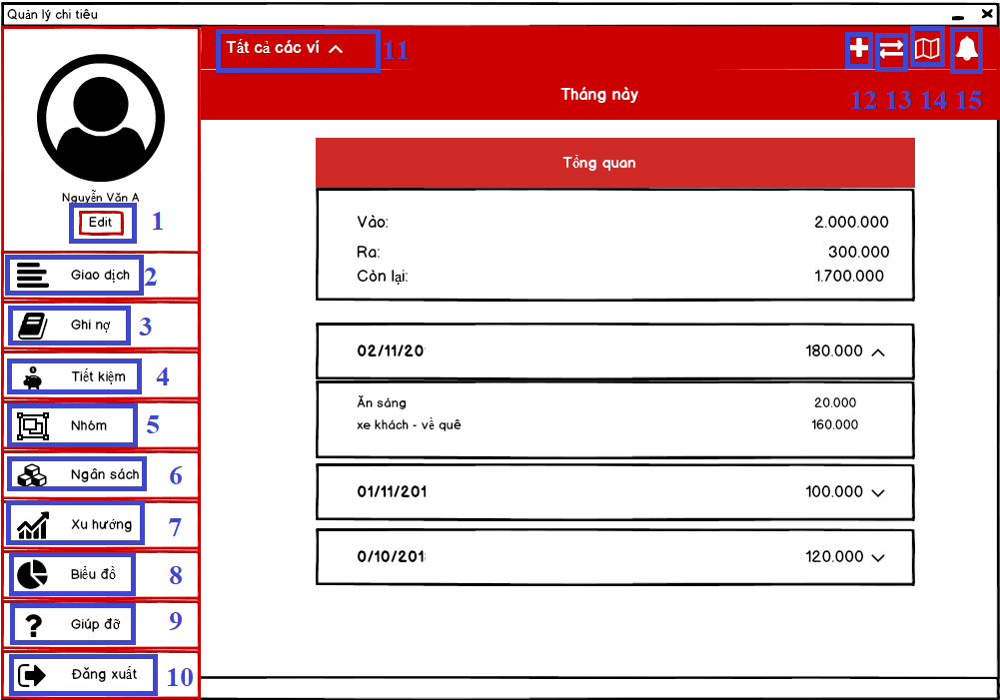 Quản lý chi tiêu
Tất cả các ví 11
12 13 14 15
Tháng này
Nguyễn Văn A
Edit 1
Giao dịch 2
Ghi nợ 3
Tiết kiệm 4
Nhóm 5
Ngân sách 6
Xu hướng 7
Biểu đồ 8
Giúp đỡ 9
Đăng xuất 10
Tổng quan
Vào: 2.000.000
Ra: 300.000
Còn lại: 1.700.000
02/11/20 180.000
Ăn sáng 20.000
xe khách - về quê 160.000
01/11/201 100.000
0/10/201 120.000